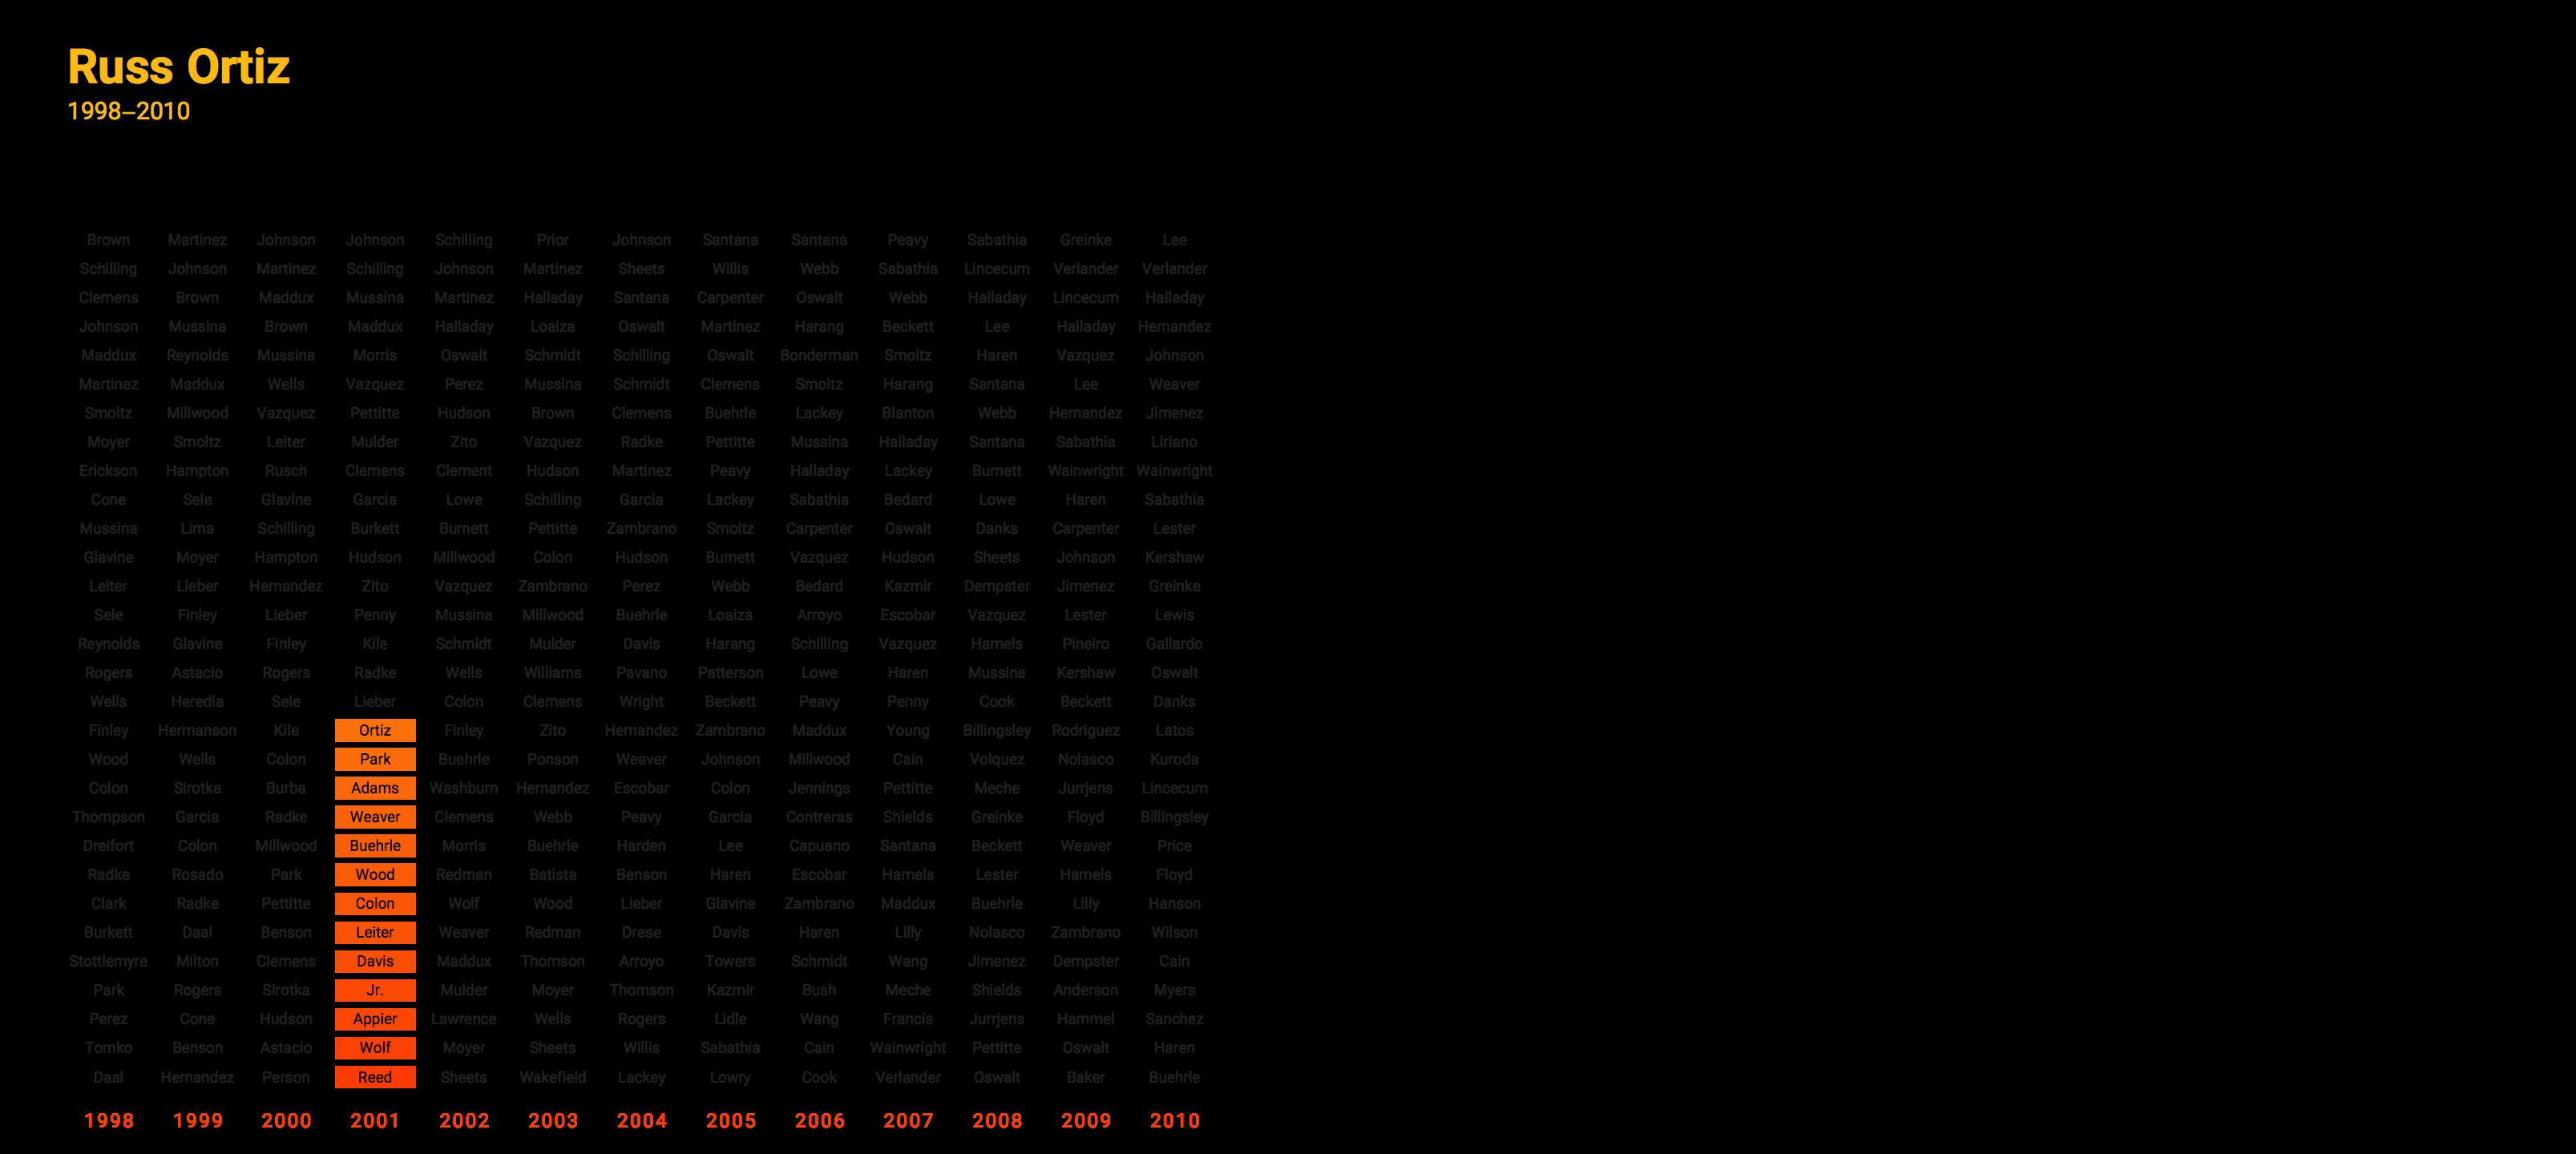 Russ Ortiz
1998–2010
Brown Martinez Johnson Johnson Schilling Prior Johnson Santana Santana Peavy Sabathia Greinke Lee
Schilling Johnson Martinez Schilling Johnson Martinez Sheets Willis Webb Sabathia Lincecum Verlander Verlander
Clemens Brown Maddux Mussina Martinez Halladay Santana Carpenter Oswalt Webb Halladay Lincecum Halladay
Johnson Mussina Brown Maddux Halladay Loaiza Oswalt Martinez Harang Beckett Lee Halladay Hernandez
Maddux Reynolds Mussina Morris Oswalt Schmidt Schilling Oswalt Bonderman Smoltz Haren Vazquez Johnson
Martinez Maddux Wells Vazquez Perez Mussina Schmidt Clemens Smoltz Harang Santana Lee Weaver
Smoltz Millwood Vazquez Pettitte Hudson Brown Clemens Buehrle Lackey Blanton Webb Hernandez Jimenez
Moyer Smoltz Leiter Mulder Zito Vazquez Radke Pettitte Mussina Halladay Santana Sabathia Liriano
Erickson Hampton Rusch Clemens Clement Hudson Martinez Peavy Halladay Lackey Burnett Wainwright Wainwright
Cone Sele Glavine Garcia Lowe Schilling Garcia Lackey Sabathia Bedard Lowe Haren Sabathia
Mussina Lima Schilling Burkett Burnett Pettitte Zambrano Smoltz Carpenter Oswalt Danks Carpenter Lester
Glavine Moyer Hampton Hudson Millwood Colon Hudson Burnett Vazquez Hudson Sheets Johnson Kershaw
Leiter Lieber Hernandez Zito Vazquez Zambrano Perez Webb Bedard Kazmir Dempster Jimenez Greinke
Sele Finley Lieber Penny Mussina Millwood Buehrle Loaiza Arroyo Escobar Vazquez Lester Lewis
Reynolds Glavine Finley Kile Schmidt Mulder Davis Harang Schilling Vazquez Hamels Pineiro Gallardo
Rogers Astacio Rogers Radke Wells Williams Pavano Patterson Lowe Haren Mussina Kershaw Oswalt
Wells Heredia Sele Lieber Colon Clemens Wright Beckett Peavy Penny Cook Beckett Danks
Finley Hermanson Kile Ortiz Finley Zito Hernandez Zambrano Maddux Young Billingsley Rodriguez Latos
Wood Wells Colon Park Buehrle Ponson Weaver Johnson Millwood Cain Volquez Nolasco Kuroda
Colon Sirotka Burba Adams Washburn Hernandez Escobar Colon Jennings Pettitte Meche Jurrjens Lincecum
Thompson Garcia Radke Weaver Clemens Webb Peavy Garcia Contreras Shields Greinke Floyd Billingsley
Dreifort Colon Millwood Buehrle Morris Buehrle Harden Lee Capuano Santana Beckett Weaver Price
Radke Rosado Park Wood Redman Batista Benson Haren Escobar Hamels Lester Hamels Floyd
Clark Radke Pettitte Colon Wolf Wood Lieber Glavine Zambrano Maddux Buehrle Lilly Hanson
Burkett Daal Benson Leiter Weaver Redman Drese Davis Haren Lilly Nolasco Zambrano Wilson
Stottlemyre Milton Clemens Davis Maddux Thomson Arroyo Towers Schmidt Wang Jimenez Dempster Cain
Park Rogers Sirotka Jr. Mulder Moyer Thomson Kazmir Bush Meche Shields Anderson Myers
Perez Cone Hudson Appier Lawrence Wells Rogers Lidle Wang Francis Jurrjens Hammel Sanchez
Tomko Benson Astacio Wolf Moyer Sheets Willis Sabathia Cain Wainwright Pettitte Oswalt Haren
Daal Hernandez Person Reed Sheets Wakefield Lackey Lowry Cook Verlander Oswalt Baker Buehrle
1998 1999 2000 2001 2002 2003 2004 2005 2006 2007 2008 2009 2010